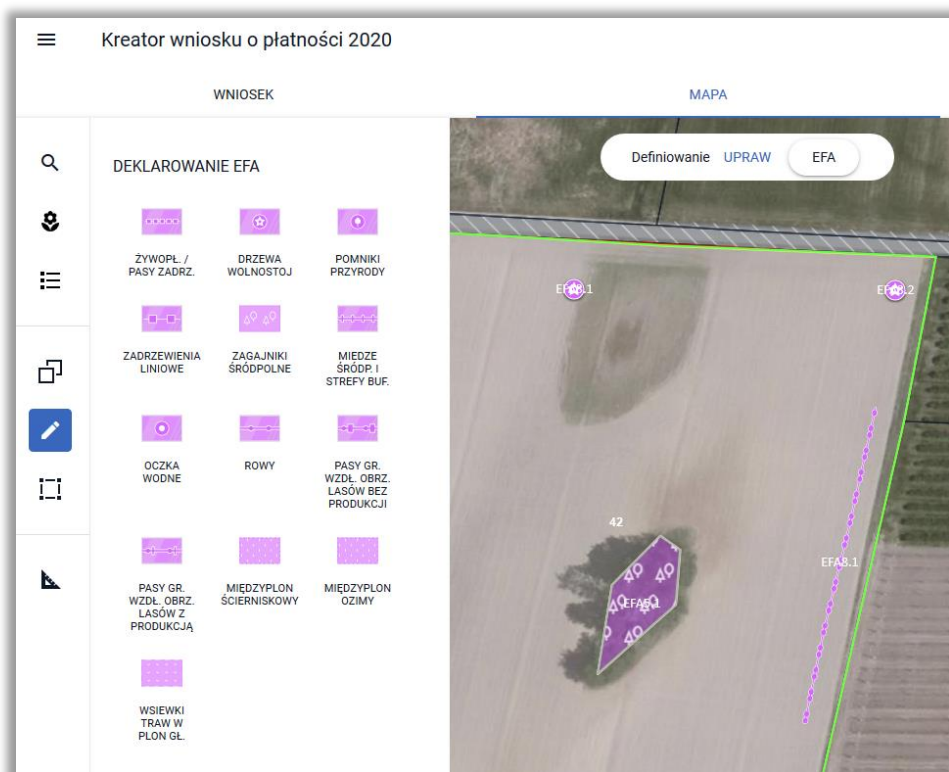 Kreator wniosku o płatności 2020
WNIOSEK
MAPA
DEKLAROWANIE EFA
Definiowanie UPRAW EFA
ŻYWOPŁ. /
PASY ZADRZ.
DRZEWA
WOLNOSTOJ
POMNIKI
PRZYRODY
ZADRZEWIENIA
LINIOWE
ZAGAJNIKI
ŚRÓDPOLNE
MIEDZE
ŚRÓDP. I
STREFY BUF.
OCZKA
WODNE
ROWY
PASY GR.
WZDŁ. OBRZ.
LASÓW BEZ
PRODUKCJI
PASY GR.
WZDŁ. OBRZ.
LASÓW Z
PRODUKCJĄ
MIĘDZYPLON
ŚCIERNISKOWY
MIĘDZYPLON
OZIMY
WSIEWKI
TRAW W
PLON GŁ.
42